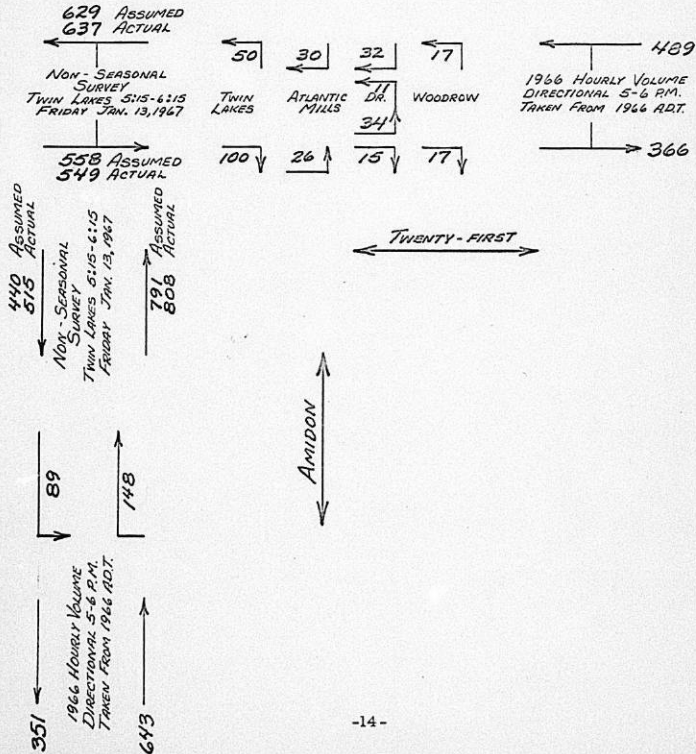 629 ASSUMED
637 ACTUAL
50
30
32
17
489
NON-SEASONAL
SURVEY
TWIN LAKES 5:15-6:15
FRIDAY JAN. 13, 1967
TWIN
LAKES
ATLANTIC
MILLS
DR.
11
WOODROW
1966 HOURLY VOLUME
DIRECTIONAL 5-6 P.M.
TAKEN FROM 1966 A.D.T.
34
558 ASSUMED
549 ACTUAL
100
26
15
17
366
TWENTY-FIRST
440 ASSUMED
515 ACTUAL
NON-SEASONAL
SURVEY
TWIN LAKES 5:15-6:15
FRIDAY JAN. 13, 1967
791 ASSUMED
808 ACTUAL
AMIDON
89
148
351
1966 HOURLY VOLUME
DIRECTIONAL 5-6 P.M.
TAKEN FROM 1966 A.D.T.
643
-14-